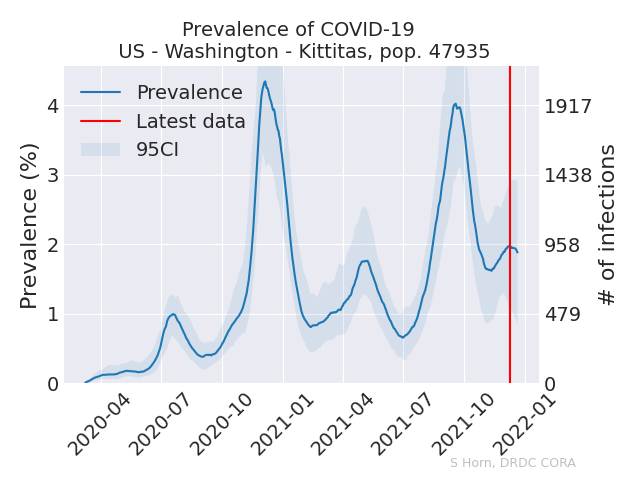 Prevalence of COVID-19
US - Washington - Kittitas, pop. 47935
Prevalence
Latest data
95CI
Prevalence (%)
4
3
2
1
0
1917
1438
958
479
0
# of infections
2020-04
2020-07
2020-10
2021-01
2021-04
2021-07
2021-10
2022-01
S Horn, DRDC CORA